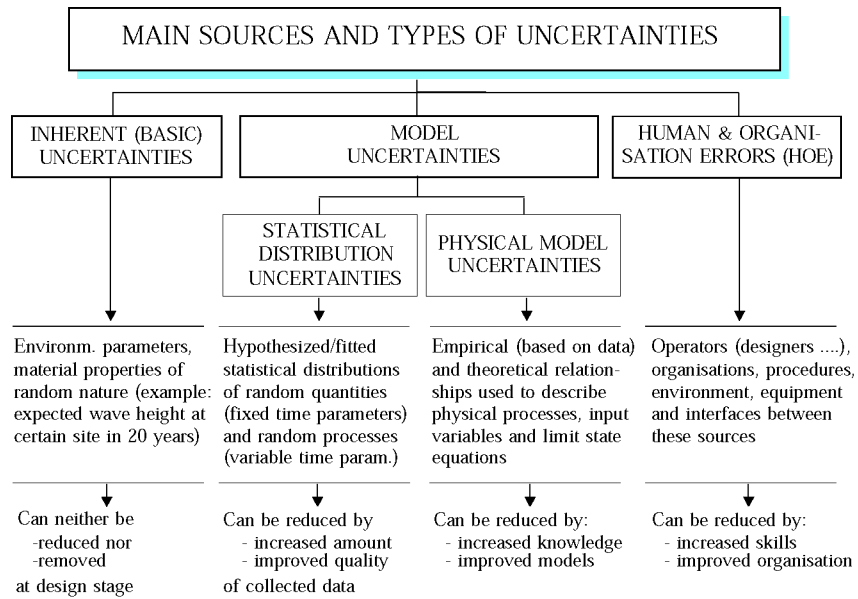 MAIN SOURCES AND TYPES OF UNCERTAINTIES
INHERENT (BASIC)
UNCERTAINTIES
MODEL
UNCERTAINTIES
HUMAN & ORGANI-
SATION ERRORS (HOE)
STATISTICAL
DISTRIBUTION
UNCERTAINTIES
PHYSICAL MODEL
UNCERTAINTIES
Environm. parameters,
material properties of
random nature (example:
expected wave height at
certain site in 20 years)
Hypothesized/fitted
statistical distributions
of random quantities
(fixed time parameters)
and random processes
(variable time param.)
Empirical (based on data)
and theoretical relation-
ships used to describe
physical processes, input
variables and limit state
equations
Operators (designers ....),
organisations, procedures,
environment, equipment
and interfaces between
these sources
Can neither be
-reduced nor
-removed
at design stage
Can be reduced by
- increased amount
- improved quality
of collected data
Can be reduced by:
- increased knowledge
- improved models
Can be reduced by:
- increased skills
- improved organisation